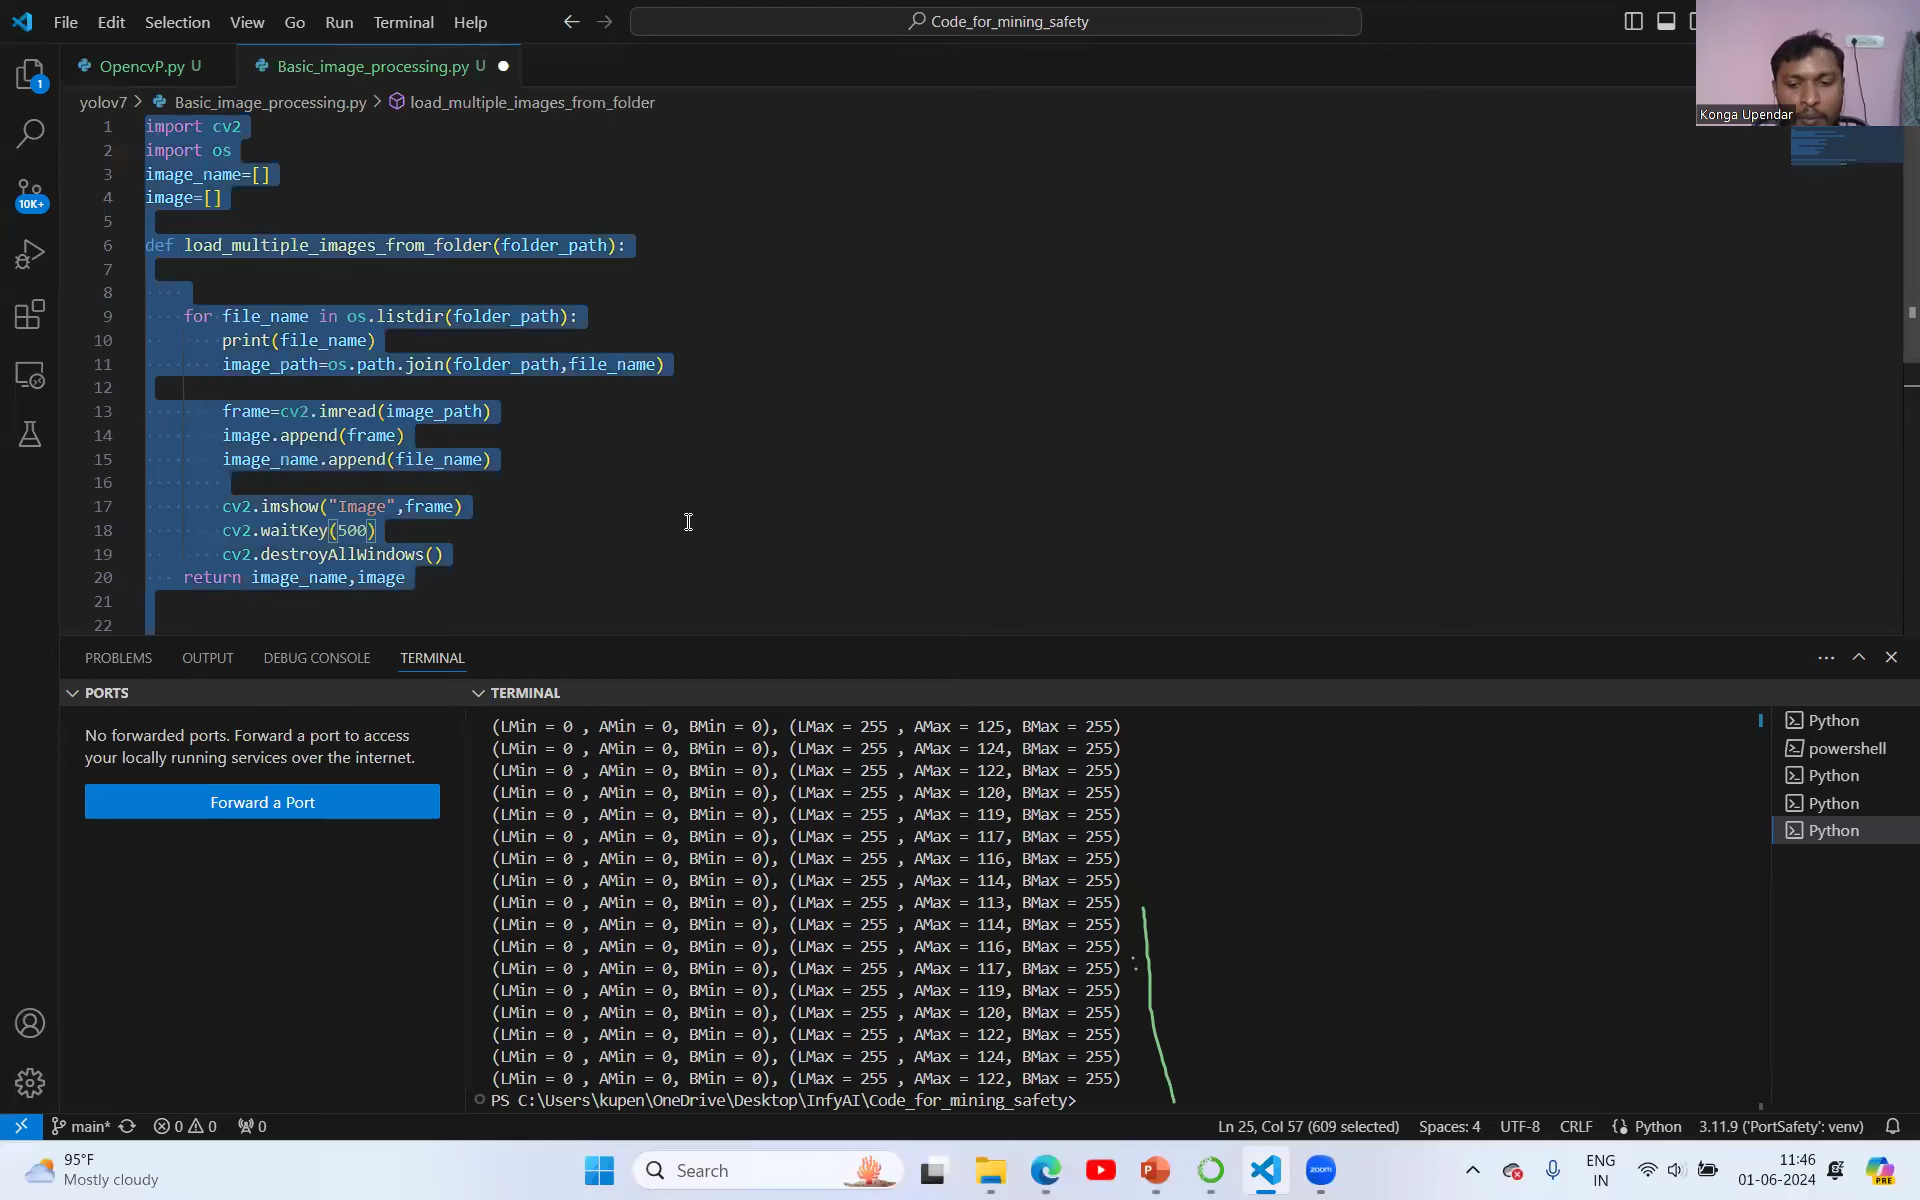 File Edit Selection View Go Run Terminal Help
Code_for_mining_safety
Konga Upendar
1
OpencvP.py U
Basic_image_processing.py U
yolov7 > Basic_image_processing.py > load_multiple_images_from_folder
10K+
1 import cv2
2 import os
3 image_name=[]
4 image=[]
5
6 def load_multiple_images_from_folder(folder_path):
7
8
9 for file_name in os.listdir(folder_path):
10 print(file_name)
11 image_path=os.path.join(folder_path,file_name)
12
13 frame=cv2.imread(image_path)
14 image.append(frame)
15 image_name.append(file_name)
16
17 cv2.imshow("Image",frame)
18 cv2.waitKey(500)
19 cv2.destroyAllWindows()
20 return image_name,image
21
22
PROBLEMS OUTPUT DEBUG CONSOLE TERMINAL
PORTS
No forwarded ports. Forward a port to access
your locally running services over the internet.
Forward a Port
TERMINAL
(LMin = 0 , AMin = 0, BMin = 0), (LMax = 255 , AMax = 125, BMax = 255)
(LMin = 0 , AMin = 0, BMin = 0), (LMax = 255 , AMax = 124, BMax = 255)
(LMin = 0 , AMin = 0, BMin = 0), (LMax = 255 , AMax = 122, BMax = 255)
(LMin = 0 , AMin = 0, BMin = 0), (LMax = 255 , AMax = 120, BMax = 255)
(LMin = 0 , AMin = 0, BMin = 0), (LMax = 255 , AMax = 119, BMax = 255)
(LMin = 0 , AMin = 0, BMin = 0), (LMax = 255 , AMax = 117, BMax = 255)
(LMin = 0 , AMin = 0, BMin = 0), (LMax = 255 , AMax = 116, BMax = 255)
(LMin = 0 , AMin = 0, BMin = 0), (LMax = 255 , AMax = 114, BMax = 255)
(LMin = 0 , AMin = 0, BMin = 0), (LMax = 255 , AMax = 113, BMax = 255)
(LMin = 0 , AMin = 0, BMin = 0), (LMax = 255 , AMax = 114, BMax = 255)
(LMin = 0 , AMin = 0, BMin = 0), (LMax = 255 , AMax = 116, BMax = 255)
(LMin = 0 , AMin = 0, BMin = 0), (LMax = 255 , AMax = 117, BMax = 255)
(LMin = 0 , AMin = 0, BMin = 0), (LMax = 255 , AMax = 119, BMax = 255)
(LMin = 0 , AMin = 0, BMin = 0), (LMax = 255 , AMax = 120, BMax = 255)
(LMin = 0 , AMin = 0, BMin = 0), (LMax = 255 , AMax = 122, BMax = 255)
(LMin = 0 , AMin = 0, BMin = 0), (LMax = 255 , AMax = 124, BMax = 255)
(LMin = 0 , AMin = 0, BMin = 0), (LMax = 255 , AMax = 122, BMax = 255)
PS C:\Users\kupen\OneDrive\Desktop\InfyAI\Code_for_mining_safety>
Python
powershell
Python
Python
Python
main* 0 0 0
Ln 25, Col 57 (609 selected) Spaces: 4 UTF-8 CRLF Python 3.11.9 ('PortSafety': venv)
95°F
Mostly cloudy
Search
zoom
ENG
IN
11:46
01-06-2024
PRE